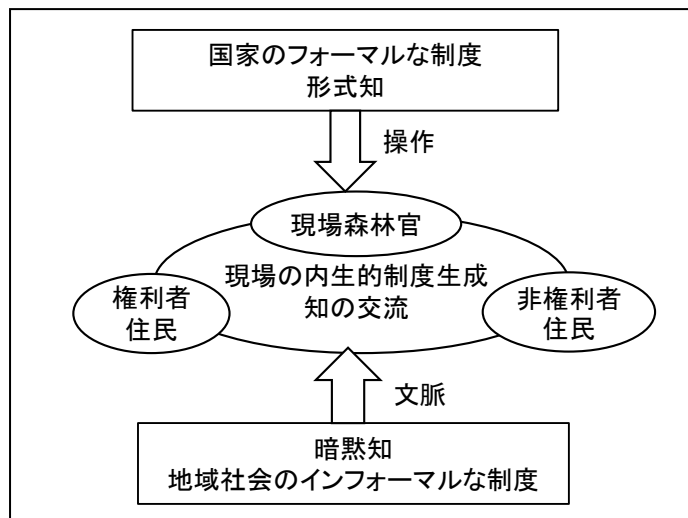 国家のフォーマルな制度
形式知
操作
現場森林官
現場の内生的制度生成
知の交流
権利者
住民
非権利者
住民
文脈
暗黙知
地域社会のインフォーマルな制度